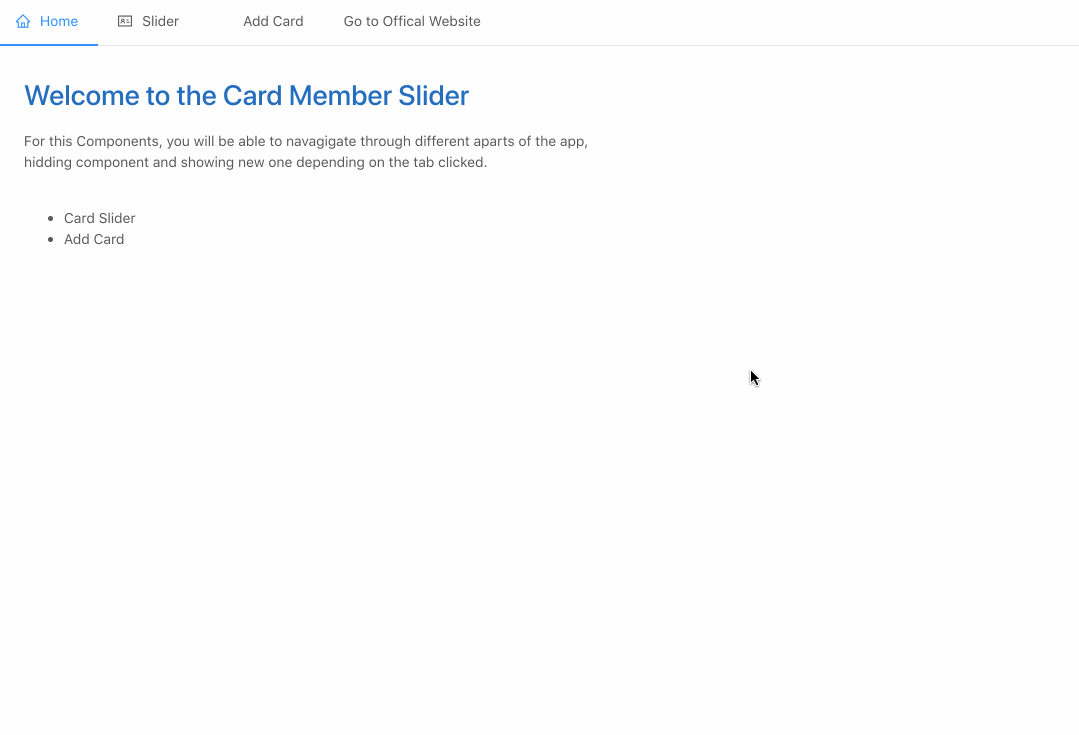 Home Slider Add Card Go to Offical Website
Welcome to the Card Member Slider
For this Components, you will be able to navagigate through different aparts of the app,
hidding component and showing new one depending on the tab clicked.
Card Slider
Add Card